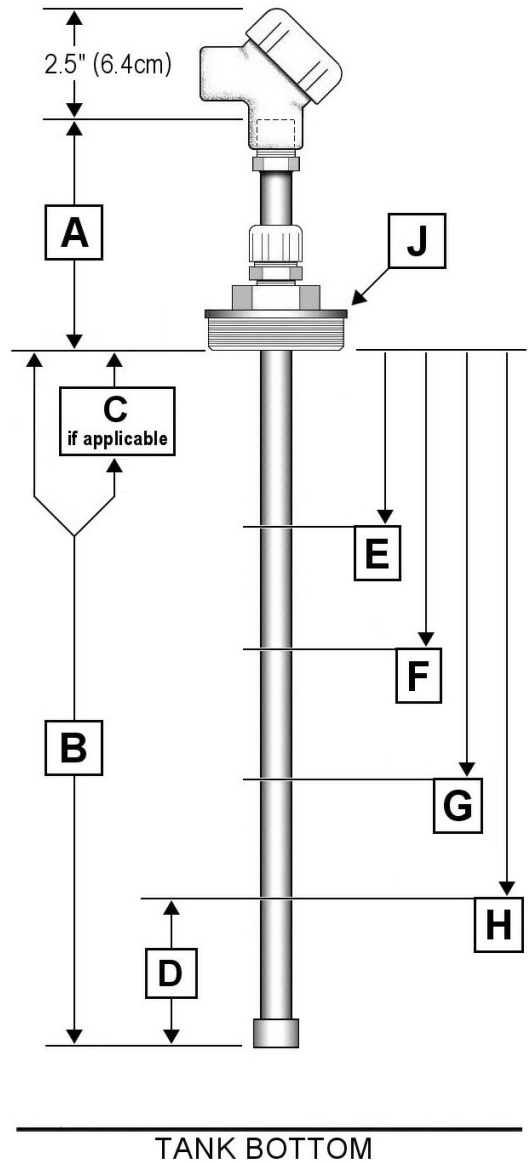 2.5" (6.4cm)
A
J
C
if applicable
E
F
B
G
H
D
TANK BOTTOM